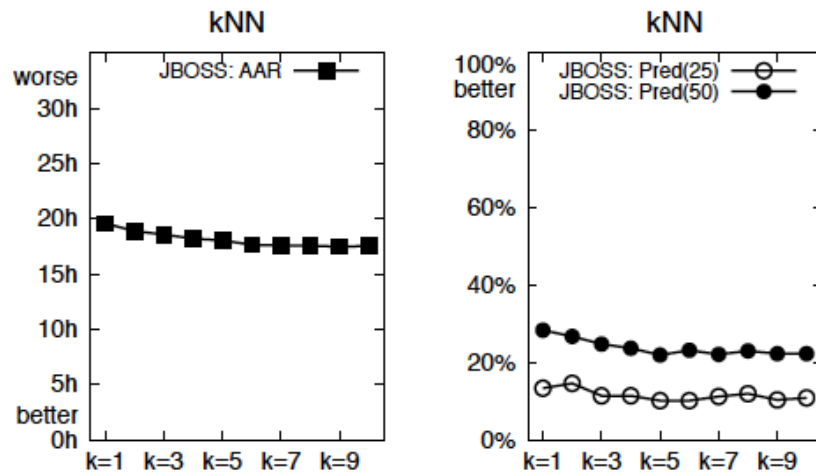 kNN
worse
JBOSS: AAR
30h
25h
20h
15h
10h
5h
better
0h
k=1 k=3 k=5 k=7 k=9
kNN
100%
better
JBOSS: Pred(25)
JBOSS: Pred(50)
80%
60%
40%
20%
0%
k=1 k=3 k=5 k=7 k=9